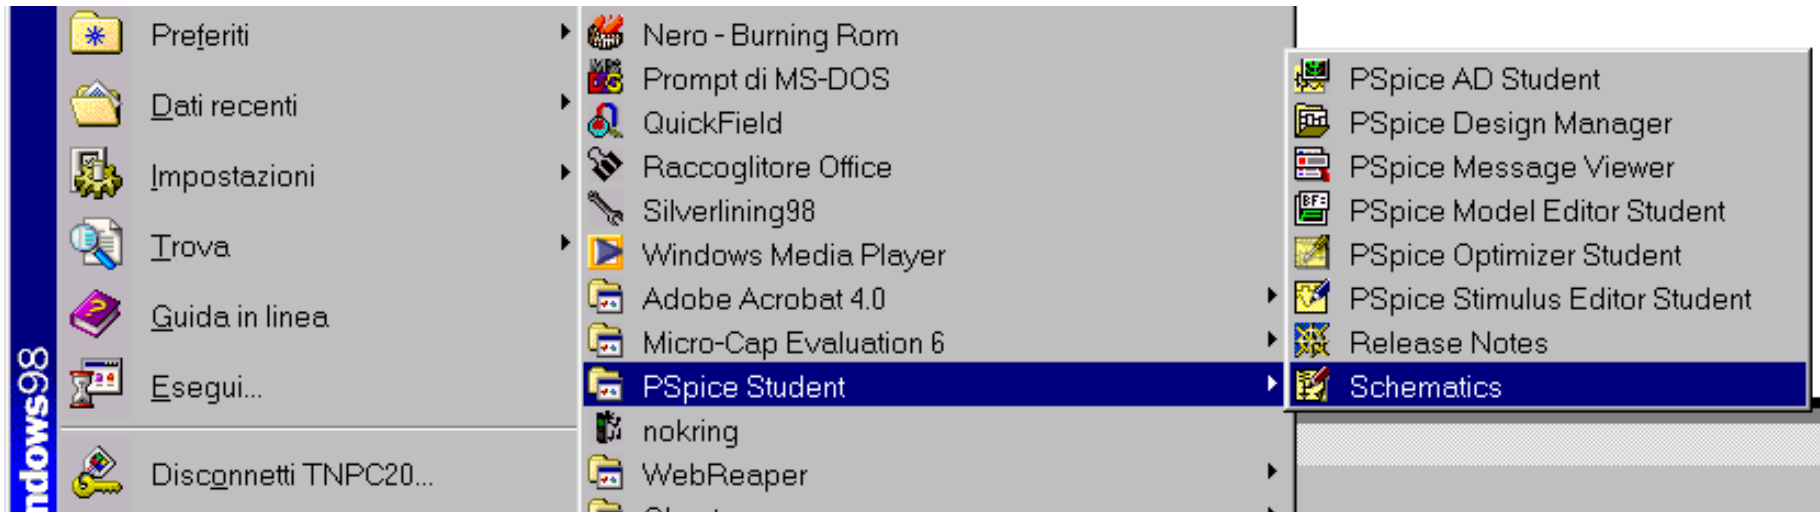 Preferiti
Dati recenti
Impostazioni
Trova
Guida in linea
Esegui...
Disconnetti TNPC20...
ndows98
Nero - Burning Rom
Prompt di MS-DOS
QuickField
Raccoglitore Office
Silverlining98
Windows Media Player
Adobe Acrobat 4.0
Micro-Cap Evaluation 6
PSpice Student
nokring
WebReaper
PSpice AD Student
PSpice Design Manager
PSpice Message Viewer
PSpice Model Editor Student
PSpice Optimizer Student
PSpice Stimulus Editor Student
Release Notes
Schematics